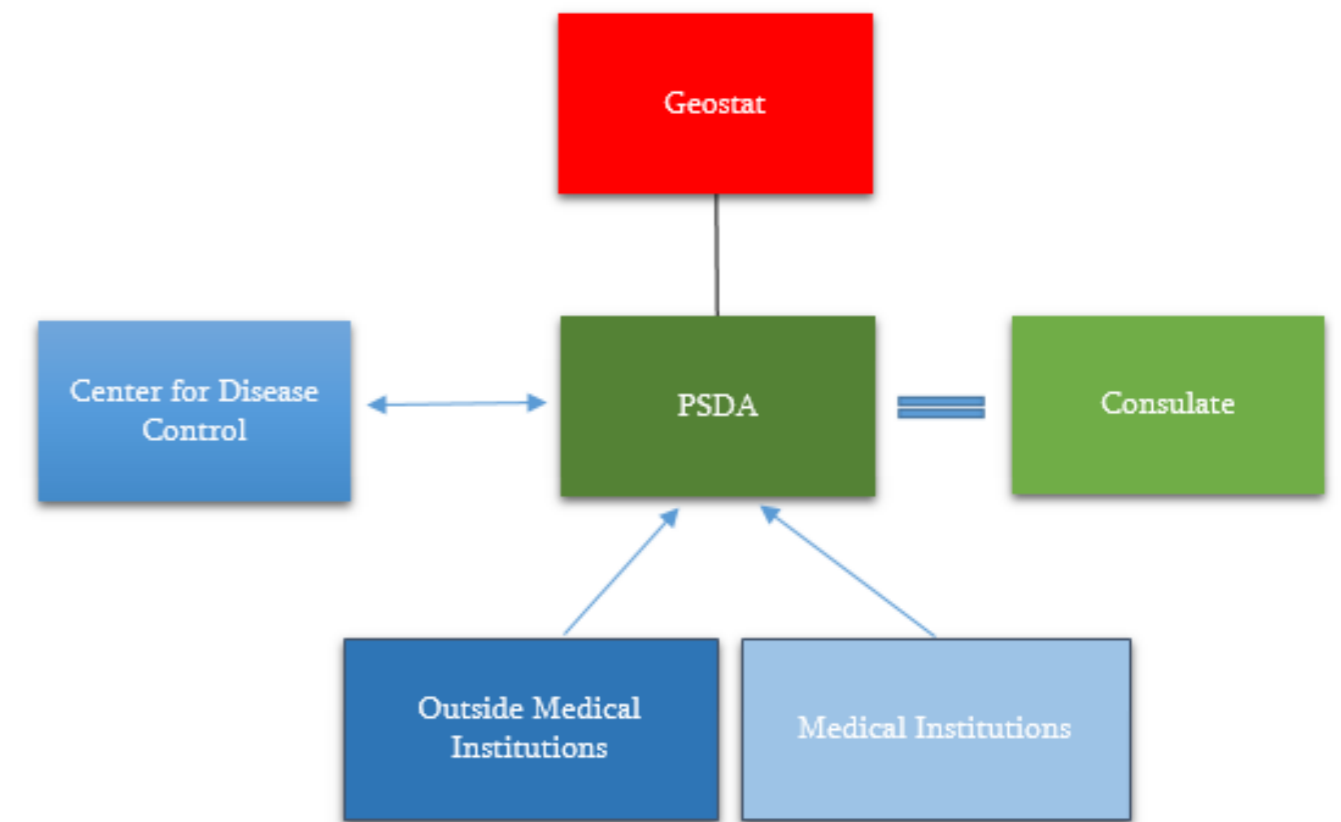 Geostat
Center for Disease
Control
PSDA
Consulate
Outside Medical
Institutions
Medical Institutions